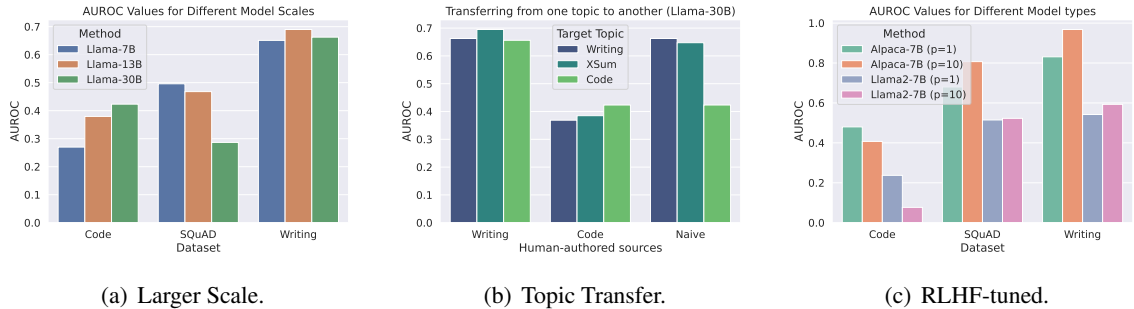 AUROC Values for Different Model Scales
Method
Llama-7B
Llama-13B
Llama-30B
AUROC
0.7
0.6
0.5
0.4
0.3
0.2
0.1
0.0
Code
SQuAD
Writing
Dataset
(a) Larger Scale.
Transferring from one topic to another (Llama-30B)
Target Topic
Writing
XSum
Code
AUROC
0.7
0.6
0.5
0.4
0.3
0.2
0.1
0.0
Writing
Code
Naive
Human-authored sources
(b) Topic Transfer.
AUROC Values for Different Model types
Method
Alpaca-7B (p=1)
Alpaca-7B (p=10)
Llama2-7B (p=1)
Llama2-7B (p=10)
AUROC
1.0
0.8
0.6
0.4
0.2
0.0
Code
SQuAD
Writing
Dataset
(c) RLHF-tuned.